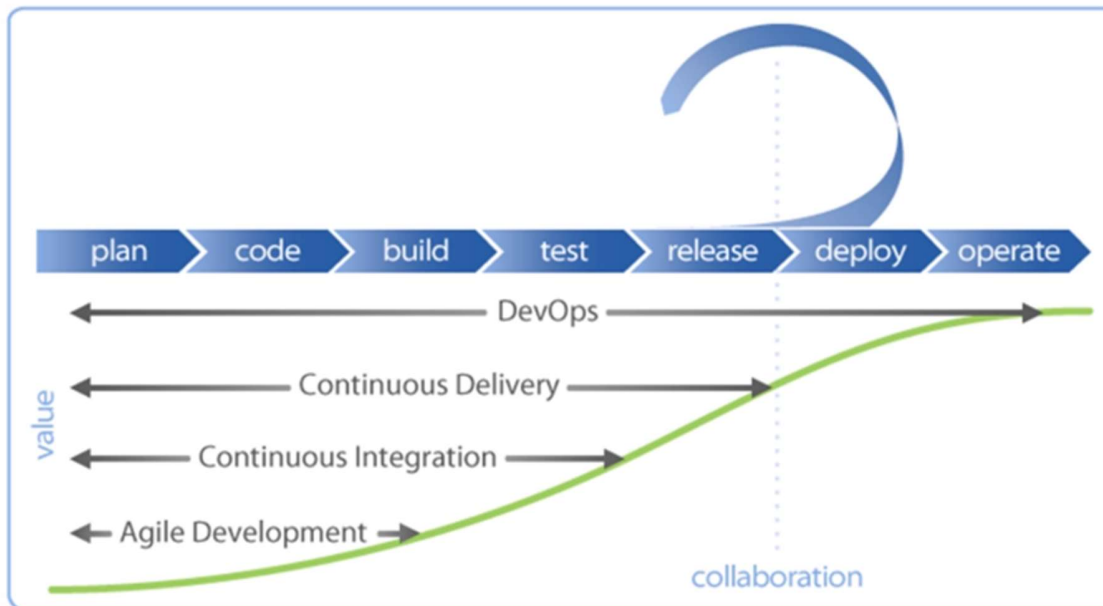 plan code build test release deploy operate
DevOps
Continuous Delivery
value
Continuous Integration
Agile Development
collaboration